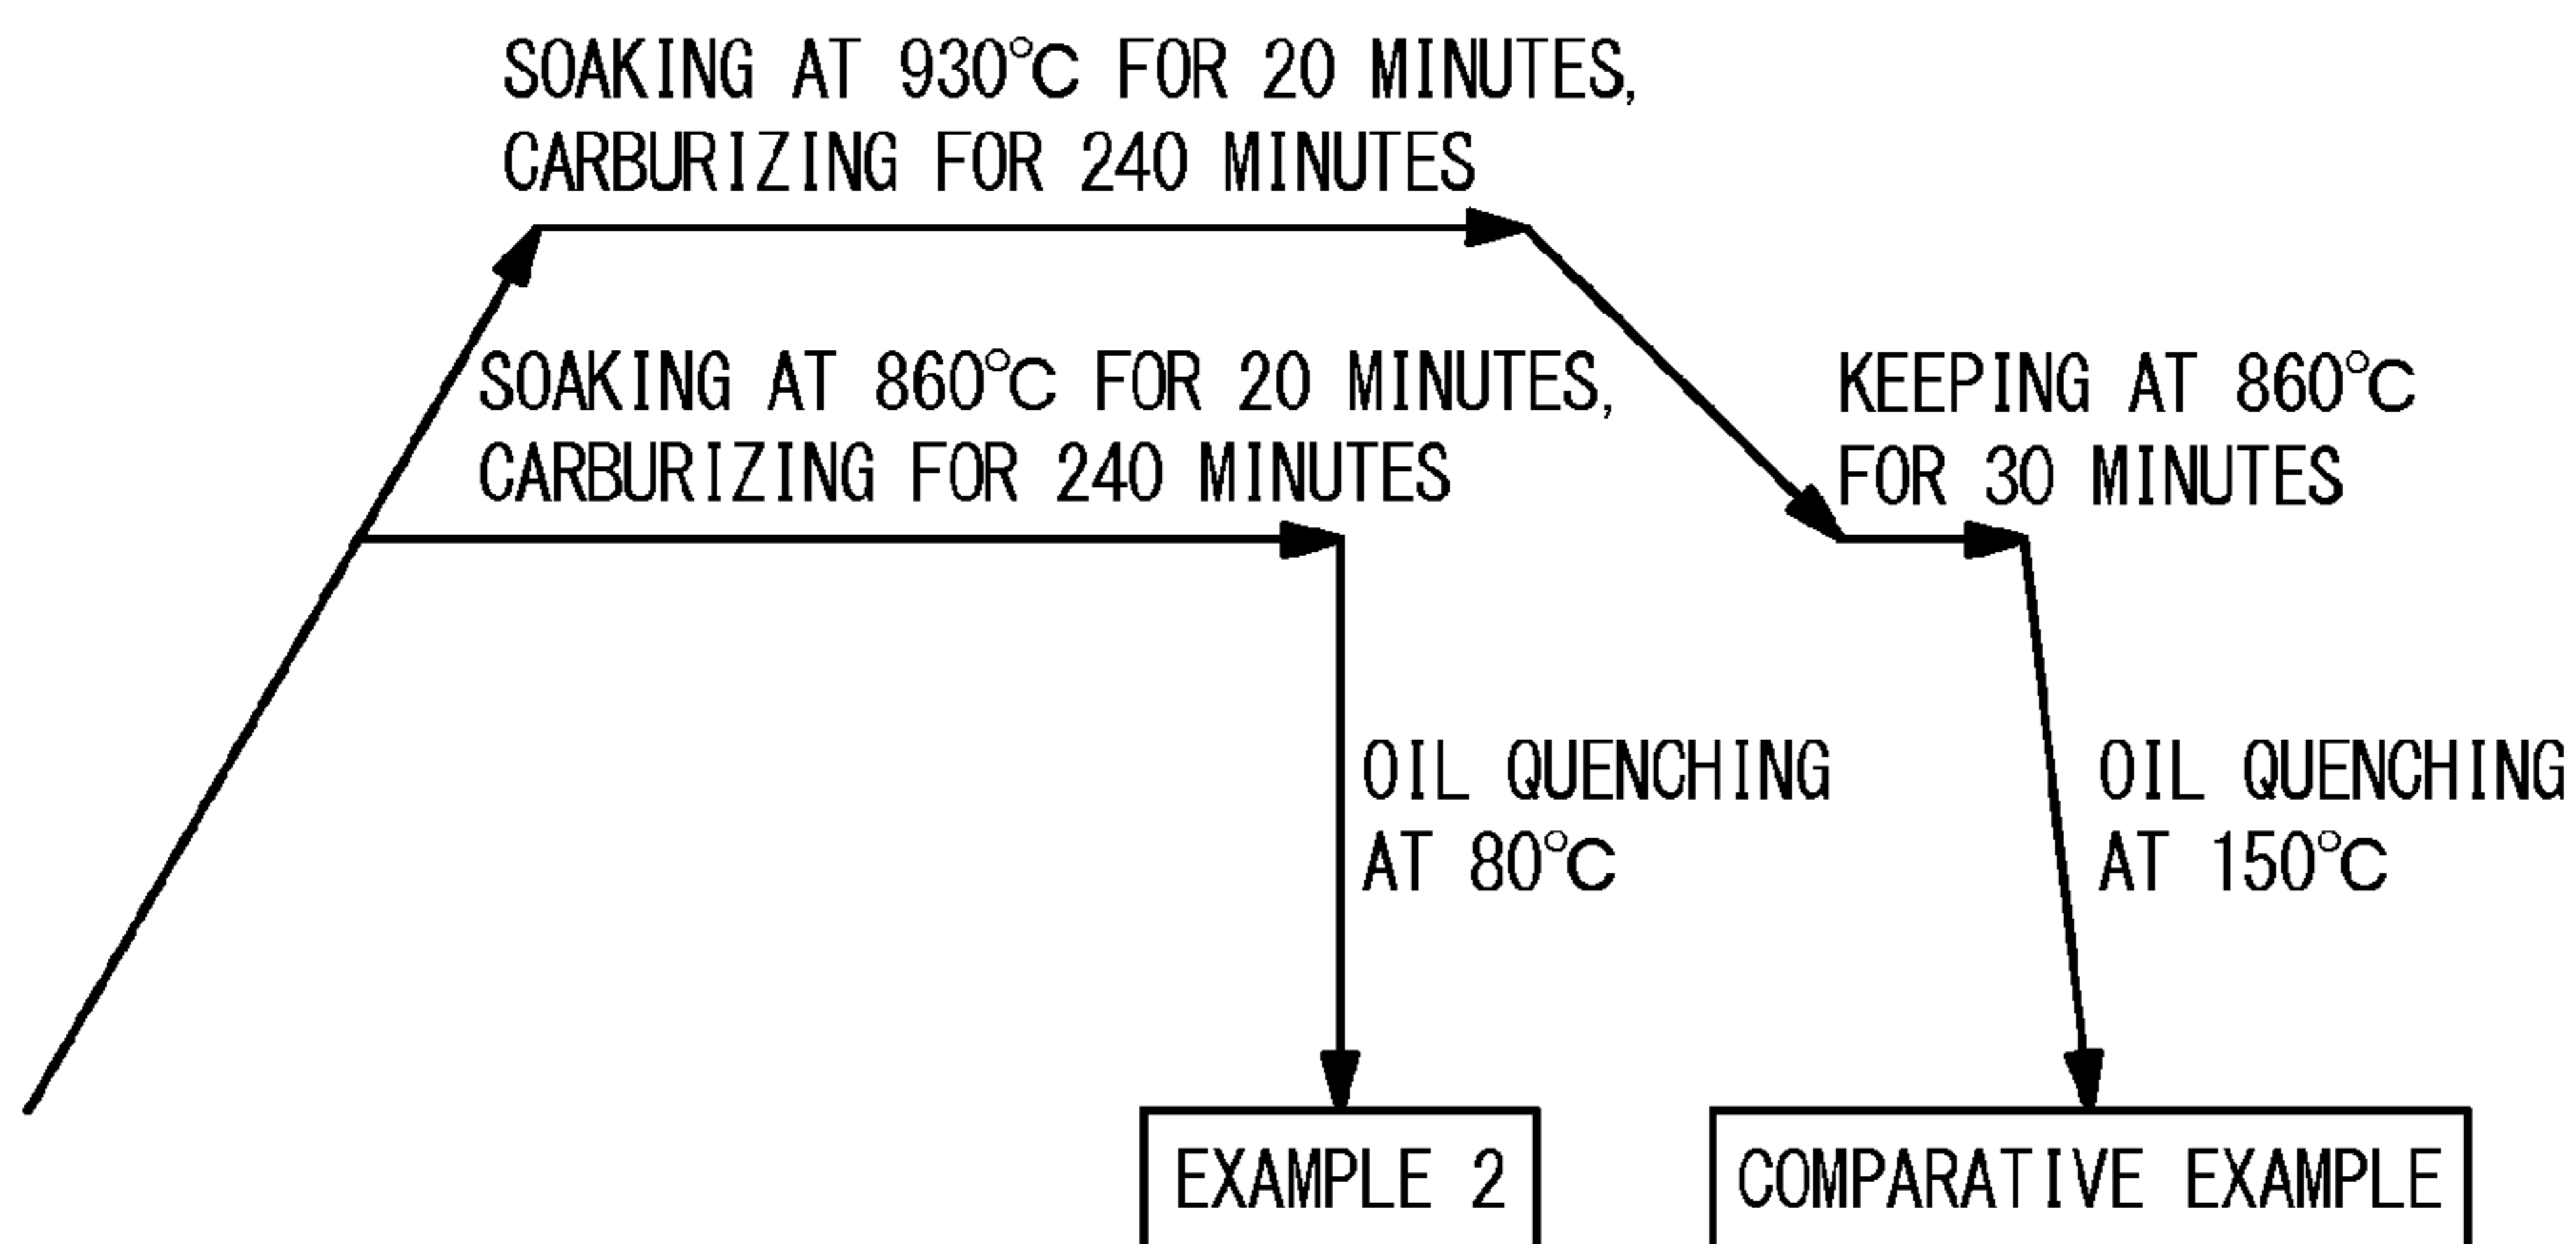 SOAKING AT 930°C FOR 20 MINUTES,
CARBURIZING FOR 240 MINUTES
SOAKING AT 860°C FOR 20 MINUTES,
CARBURIZING FOR 240 MINUTES
KEEPING AT 860°C
FOR 30 MINUTES
OIL QUENCHING
AT 80°C
OIL QUENCHING
AT 150°C
EXAMPLE 2
COMPARATIVE EXAMPLE